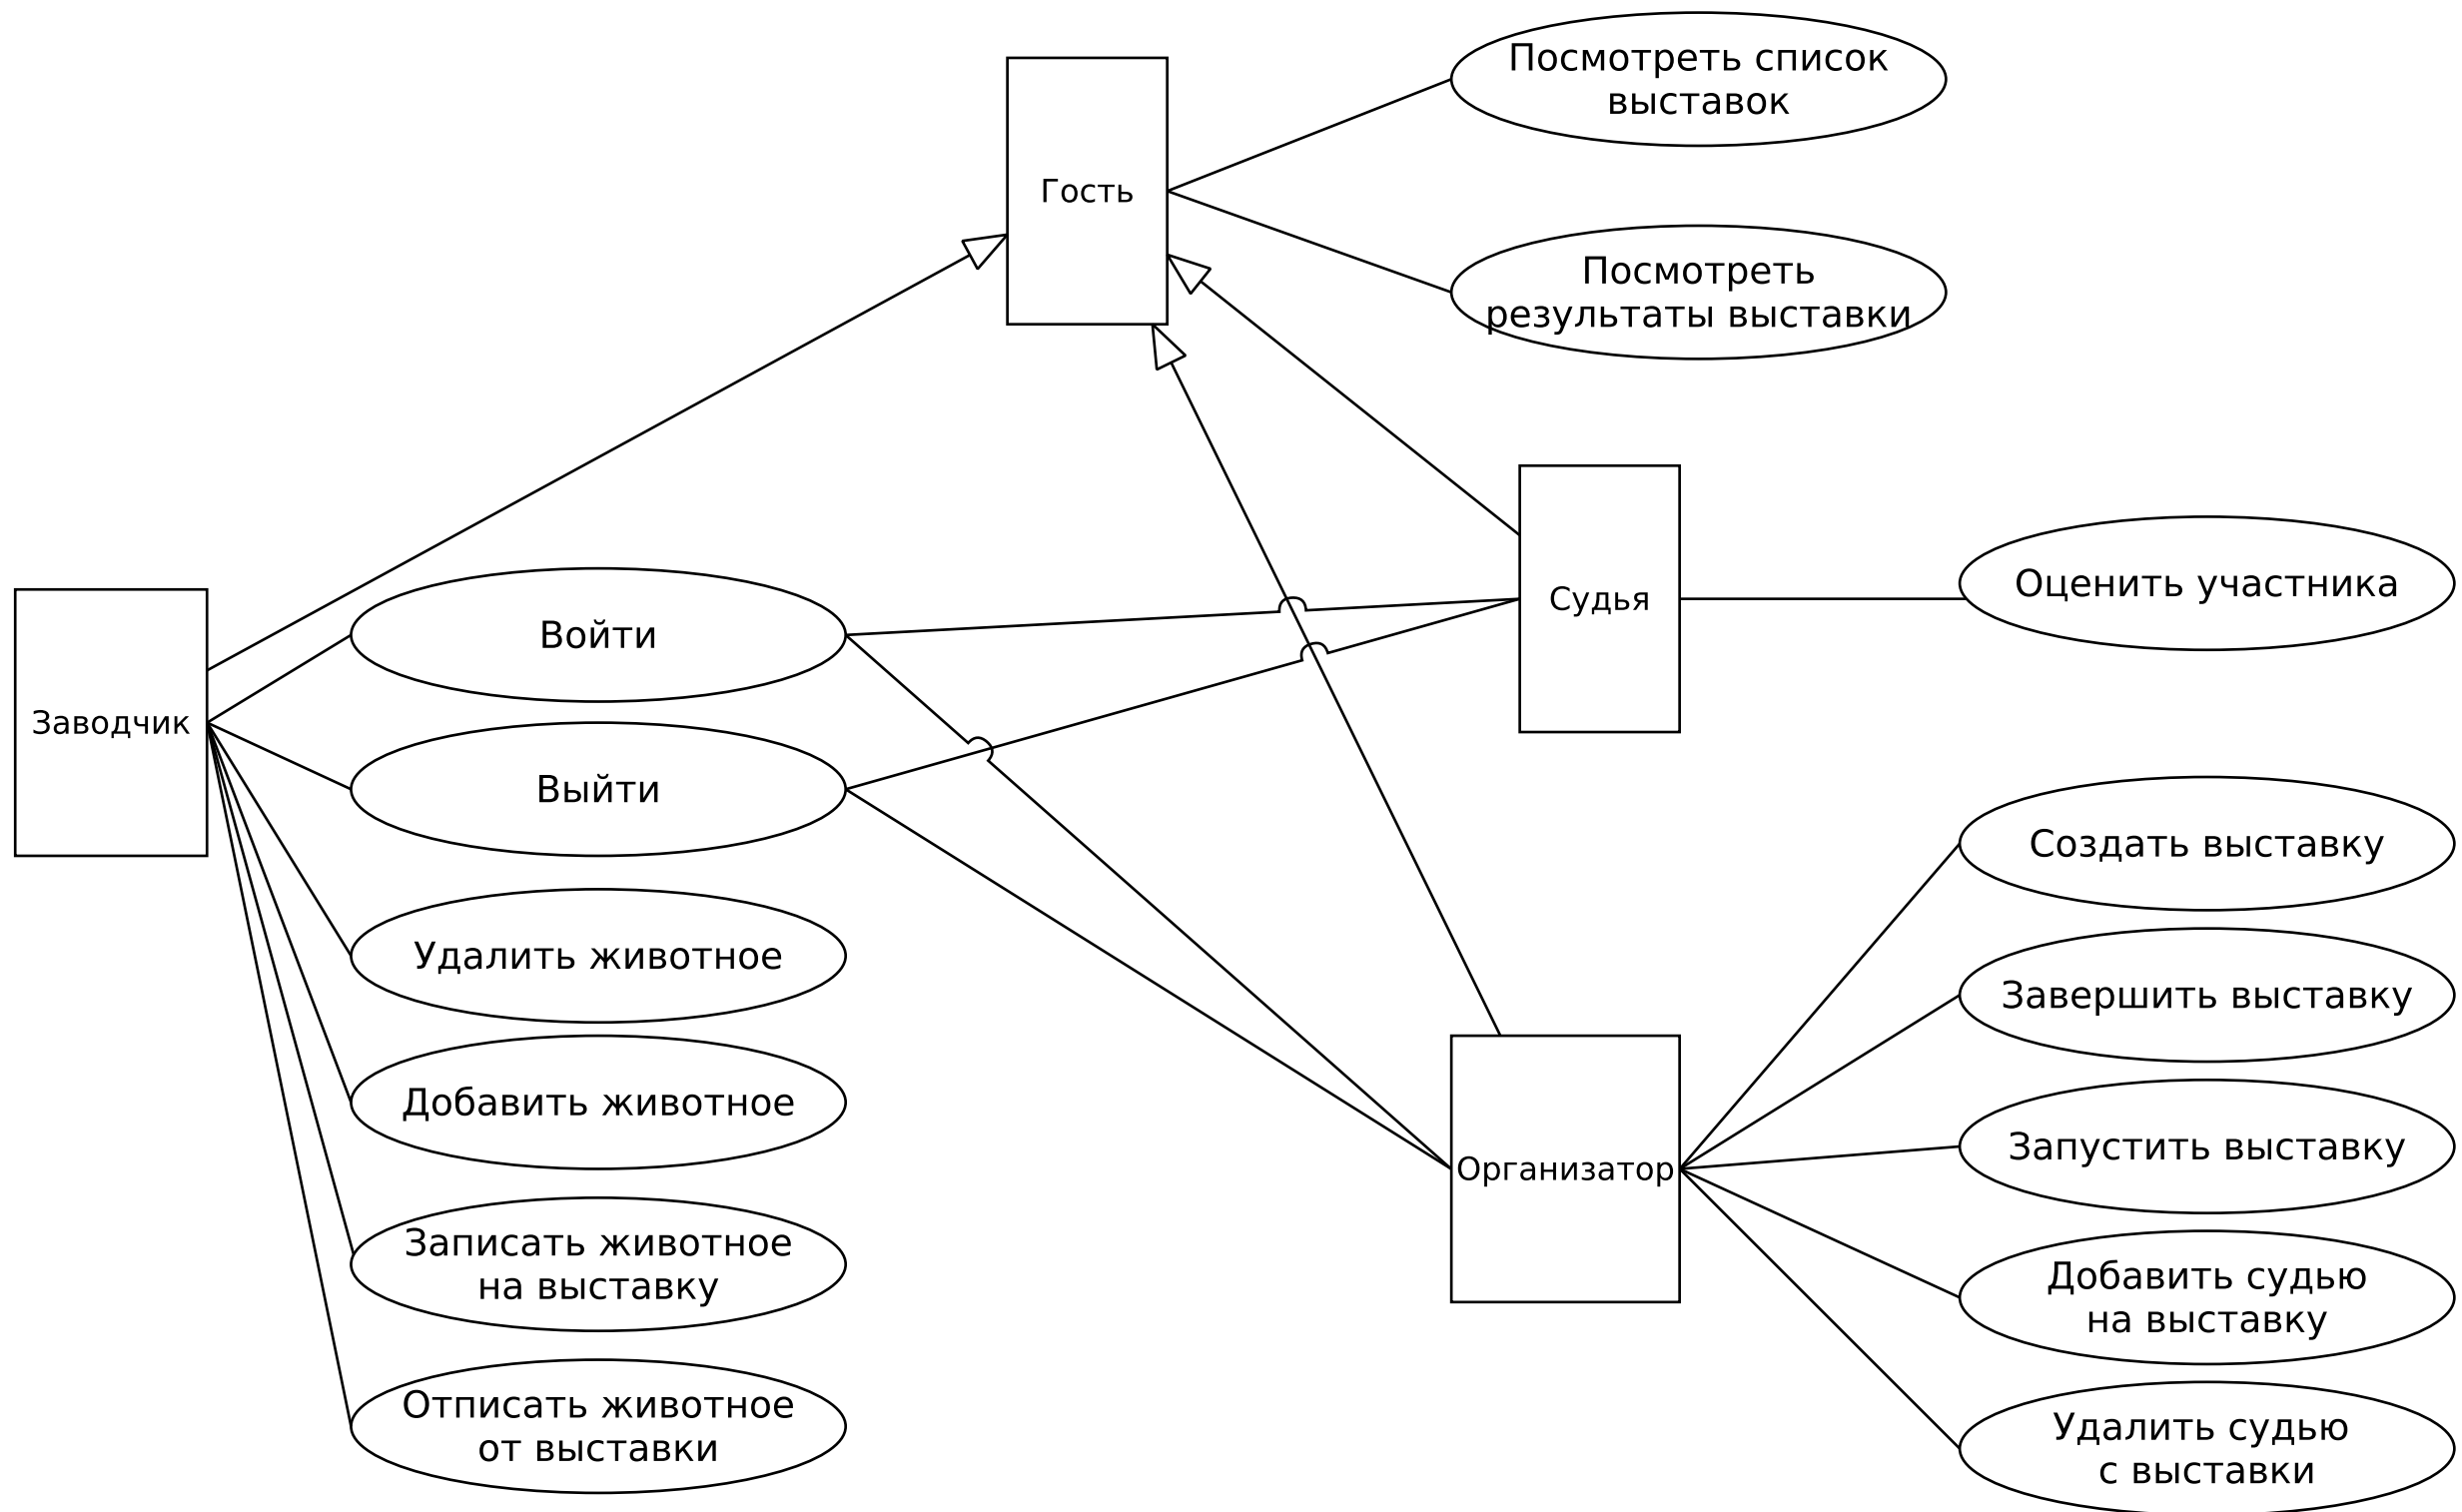 Посмотреть список
выставок
Гость
Посмотреть
результаты выставки
Судья
Оценить участника
Войти
Заводчик
Выйти
Создать выставку
Удалить животное
Завершить выставку
Добавить животное
Запустить выставку
Организатор
Записать животное
на выставку
Добавить судью
на выставку
Отписать животное
от выставки
Удалить судью
с выставки